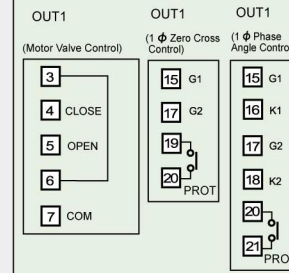 OUT1
(Motor Valve Control)
3
4 CLOSE
5 OPEN
6
7 COM
OUT1
(1 ϕ Zero Cross
Control)
15 G1
17 G2
19
20
PROT
OUT1
(1 ϕ Phase
Angle Contro
15 G1
16 K1
17 G2
18 K2
20
21
PRO